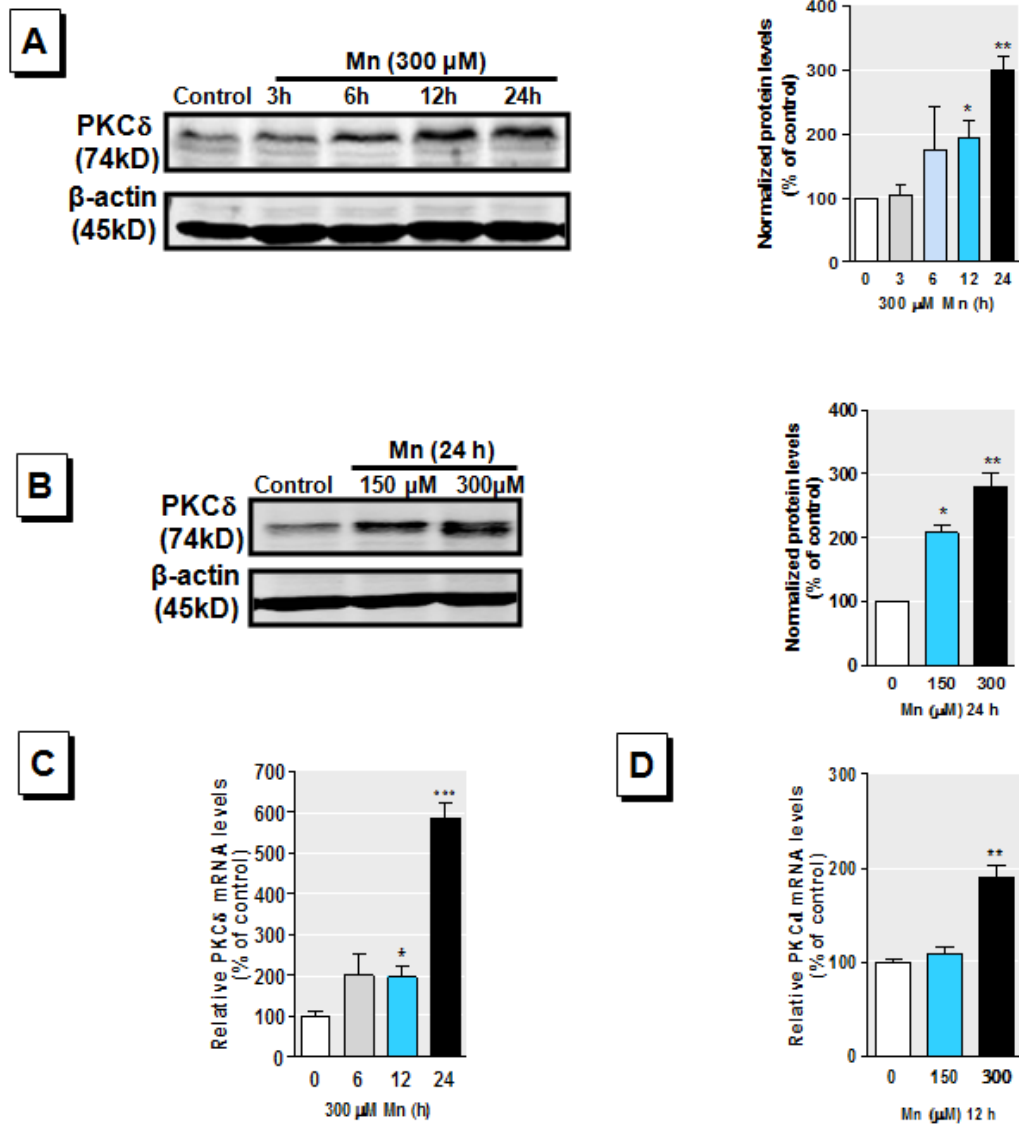 A
Mn (300 µM)
Control 3h 6h 12h 24h
PKCδ
(74kD)
β-actin
(45kD)
Normalized protein levels
(% of control)
400
300
200
100
0
*
**
0 3 6 12 24
300 µM Mn (h)
B
Mn (24 h)
Control 150 µM 300µM
PKCδ
(74kD)
β-actin
(45kD)
Normalized protein levels
(% of control)
400
300
200
100
0
*
**
0 150 300
Mn (µM) 24 h
C
Relative PKCδ mRNA levels
(% of control)
700
600
500
400
300
200
100
0
*
***
0 6 12 24
300 µM Mn (h)
D
Relative PKCd mRNA levels
(% of control)
300
200
100
0
**
0 150 300
Mn (µM) 12 h